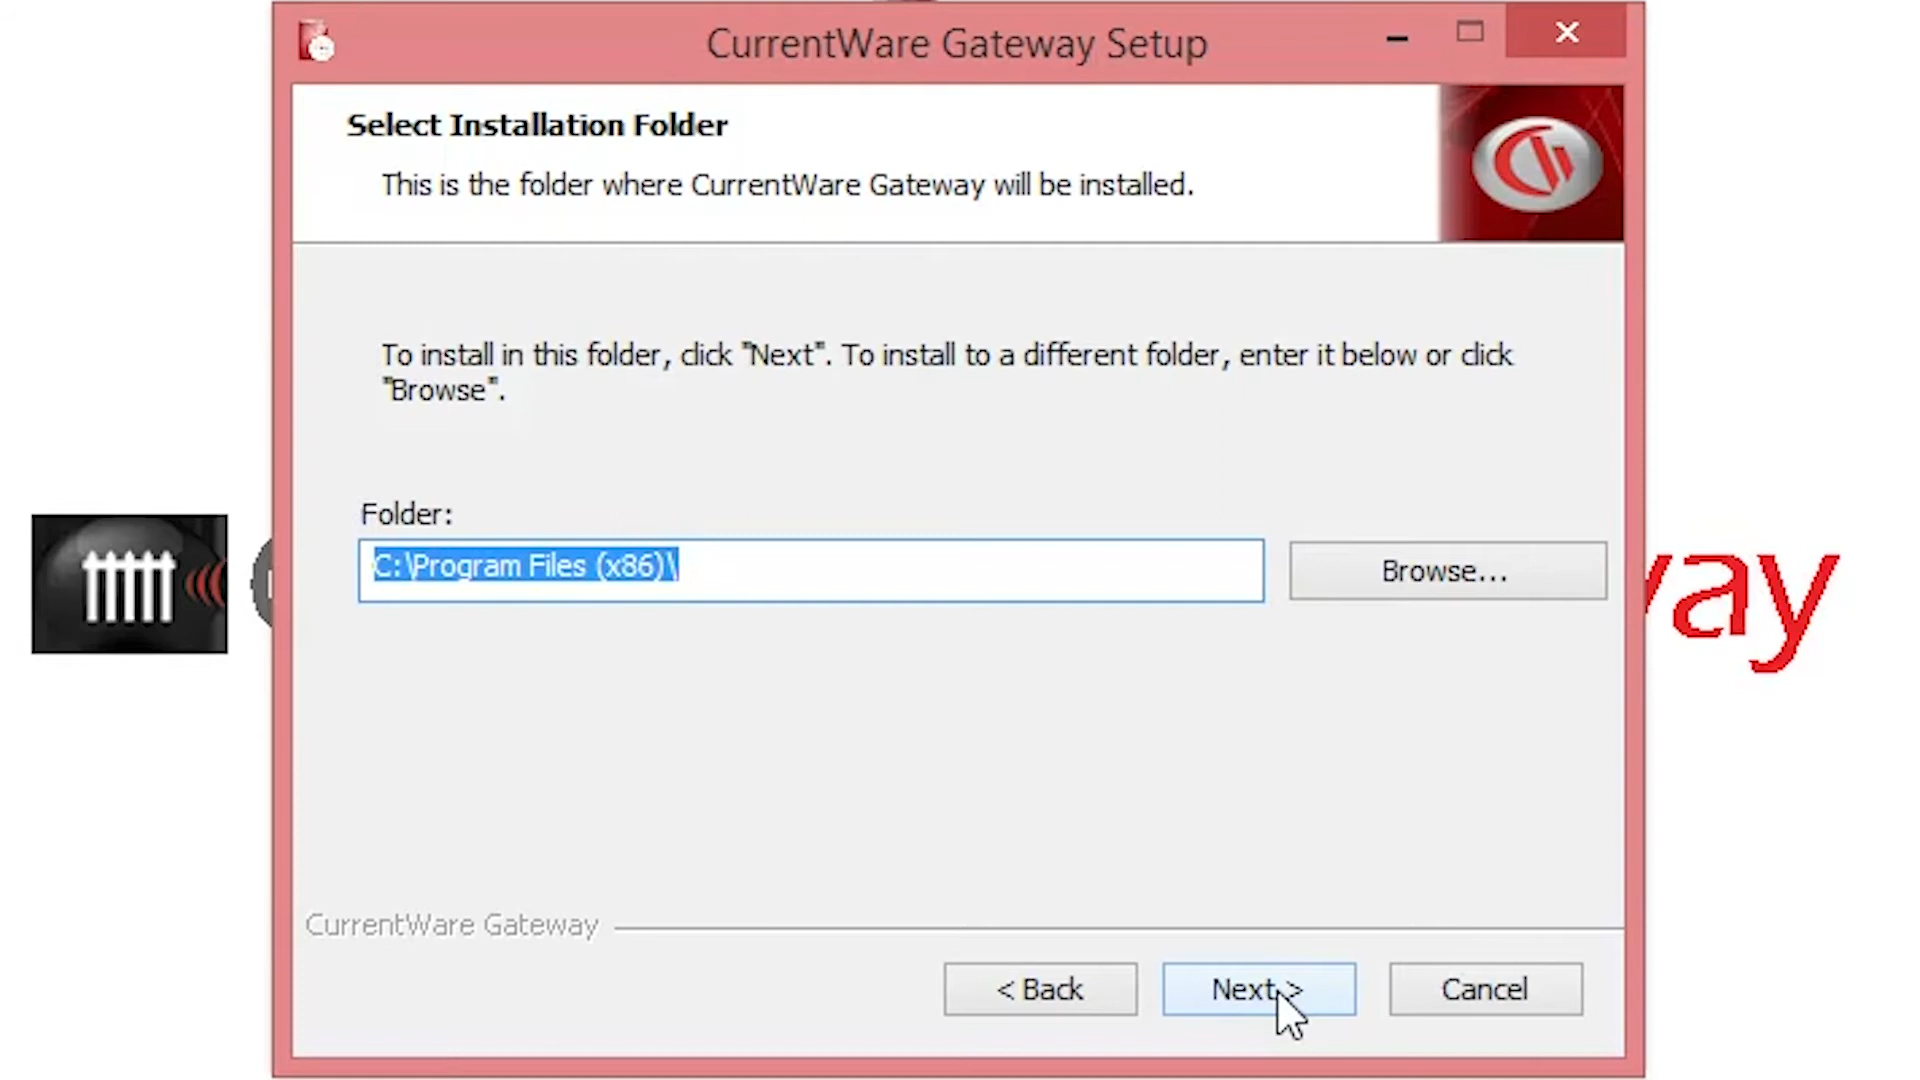 CurrentWare Gateway Setup
Select Installation Folder
This is the folder where CurrentWare Gateway will be installed.
To install in this folder, click "Next". To install to a different folder, enter it below or click
"Browse".
Folder:
C:\Program Files (x86)\
Browse...
way
CurrentWare Gateway
< Back
Next >
Cancel